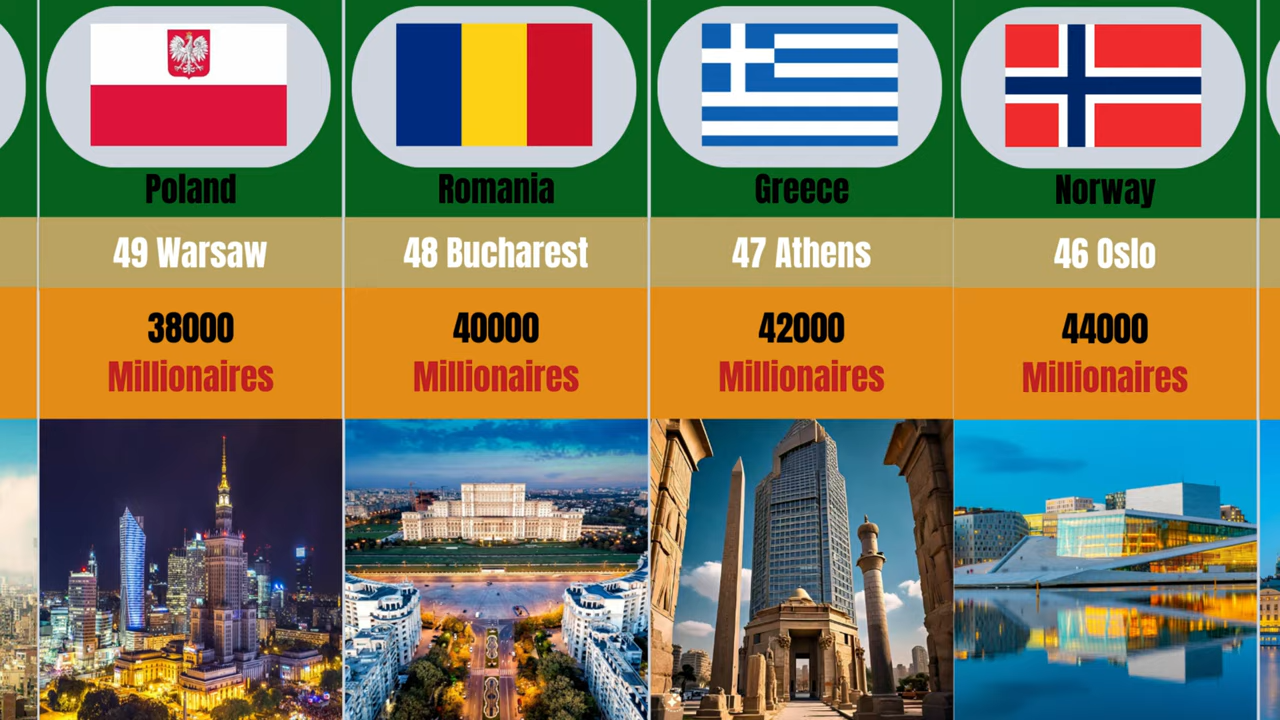 Poland
49 Warsaw
38000
Millionaires
Romania
48 Bucharest
40000
Millionaires
Greece
47 Athens
42000
Millionaires
Norway
46 Oslo
44000
Millionaires